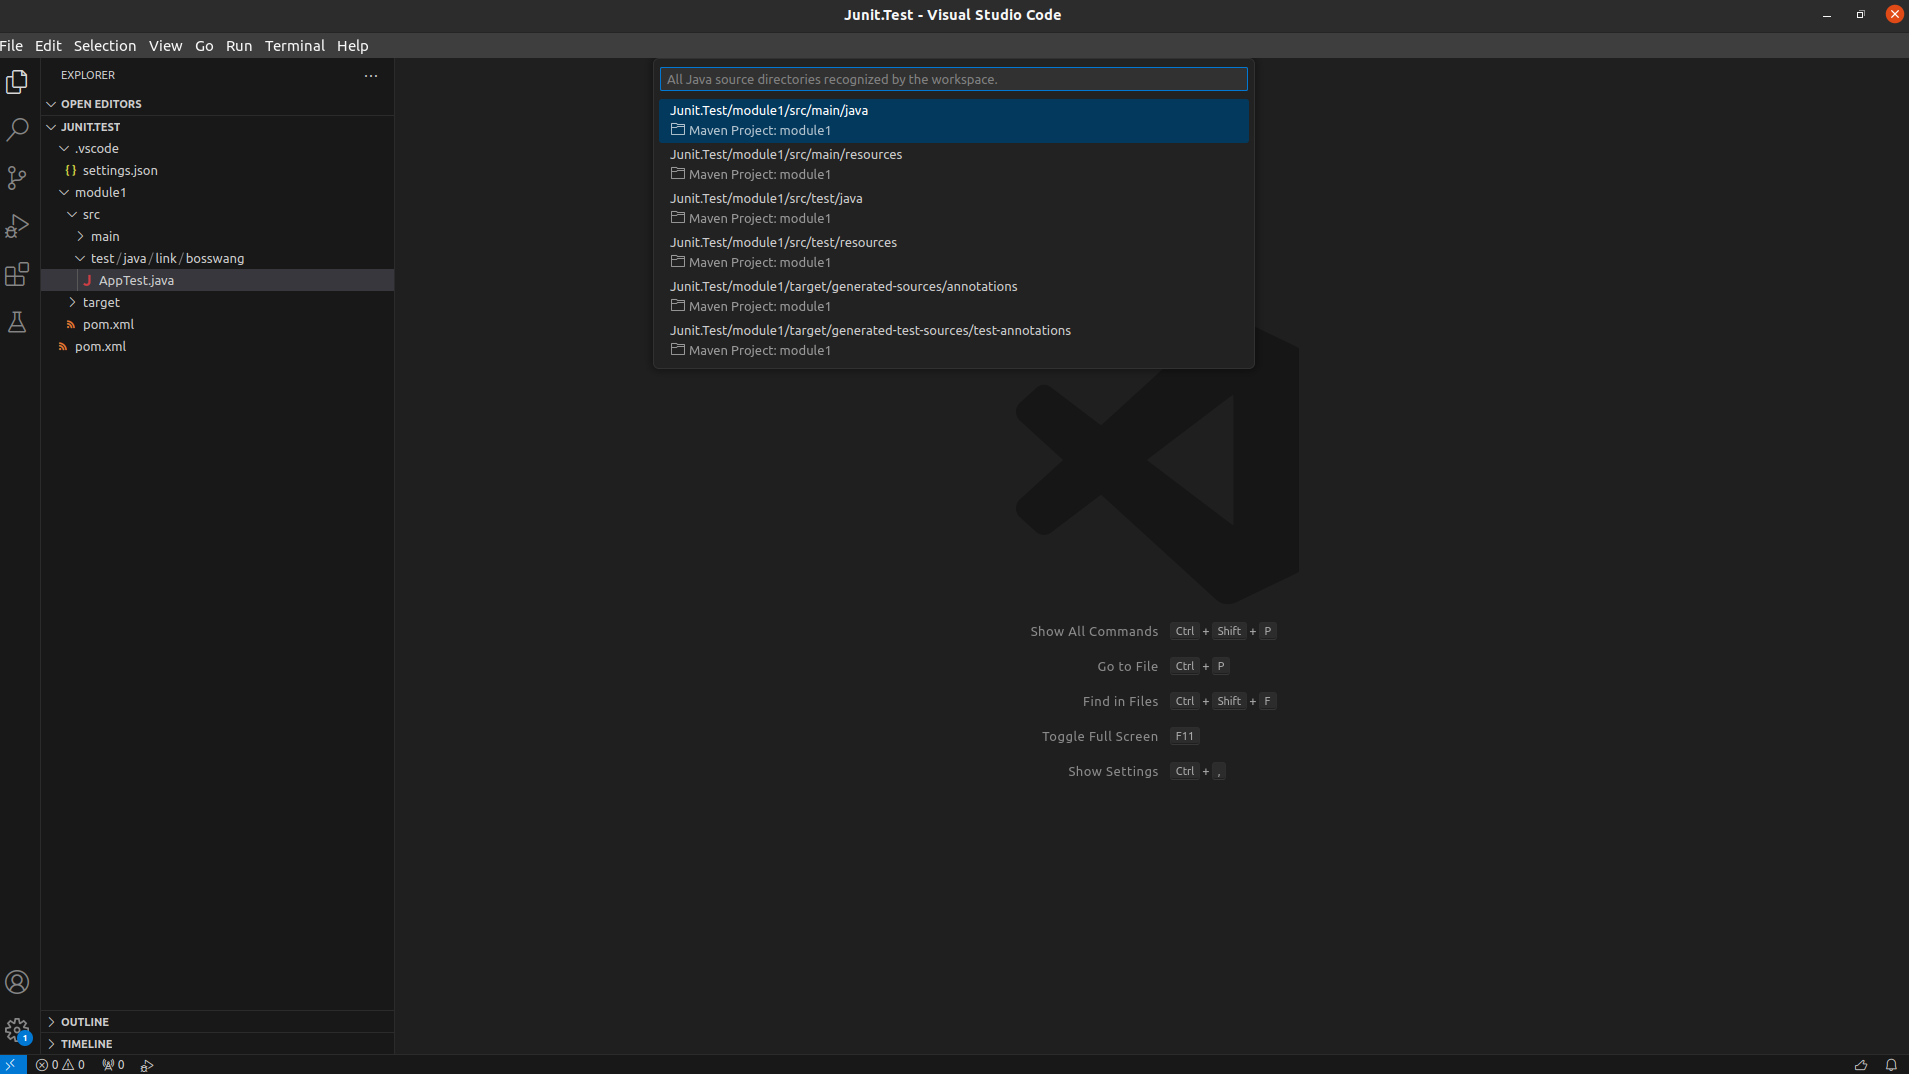 Junit.Test - Visual Studio Code
File Edit Selection View Go Run Terminal Help
EXPLORER
OPEN EDITORS
JUNIT.TEST
.vscode
{} settings.json
module1
src
main
test/java/link/bosswang
J AppTest.java
target
pom.xml
pom.xml
OUTLINE
TIMELINE
All Java source directories recognized by the workspace.
Junit.Test/module1/src/main/java
Maven Project: module1
Junit.Test/module1/src/main/resources
Maven Project: module1
Junit.Test/module1/src/test/java
Maven Project: module1
Junit.Test/module1/src/test/resources
Maven Project: module1
Junit.Test/module1/target/generated-sources/annotations
Maven Project: module1
Junit.Test/module1/target/generated-test-sources/test-annotations
Maven Project: module1
Show All Commands Ctrl + Shift + P
Go to File Ctrl + P
Find in Files Ctrl + Shift + F
Toggle Full Screen F11
Show Settings Ctrl + ,
1
0 0 0